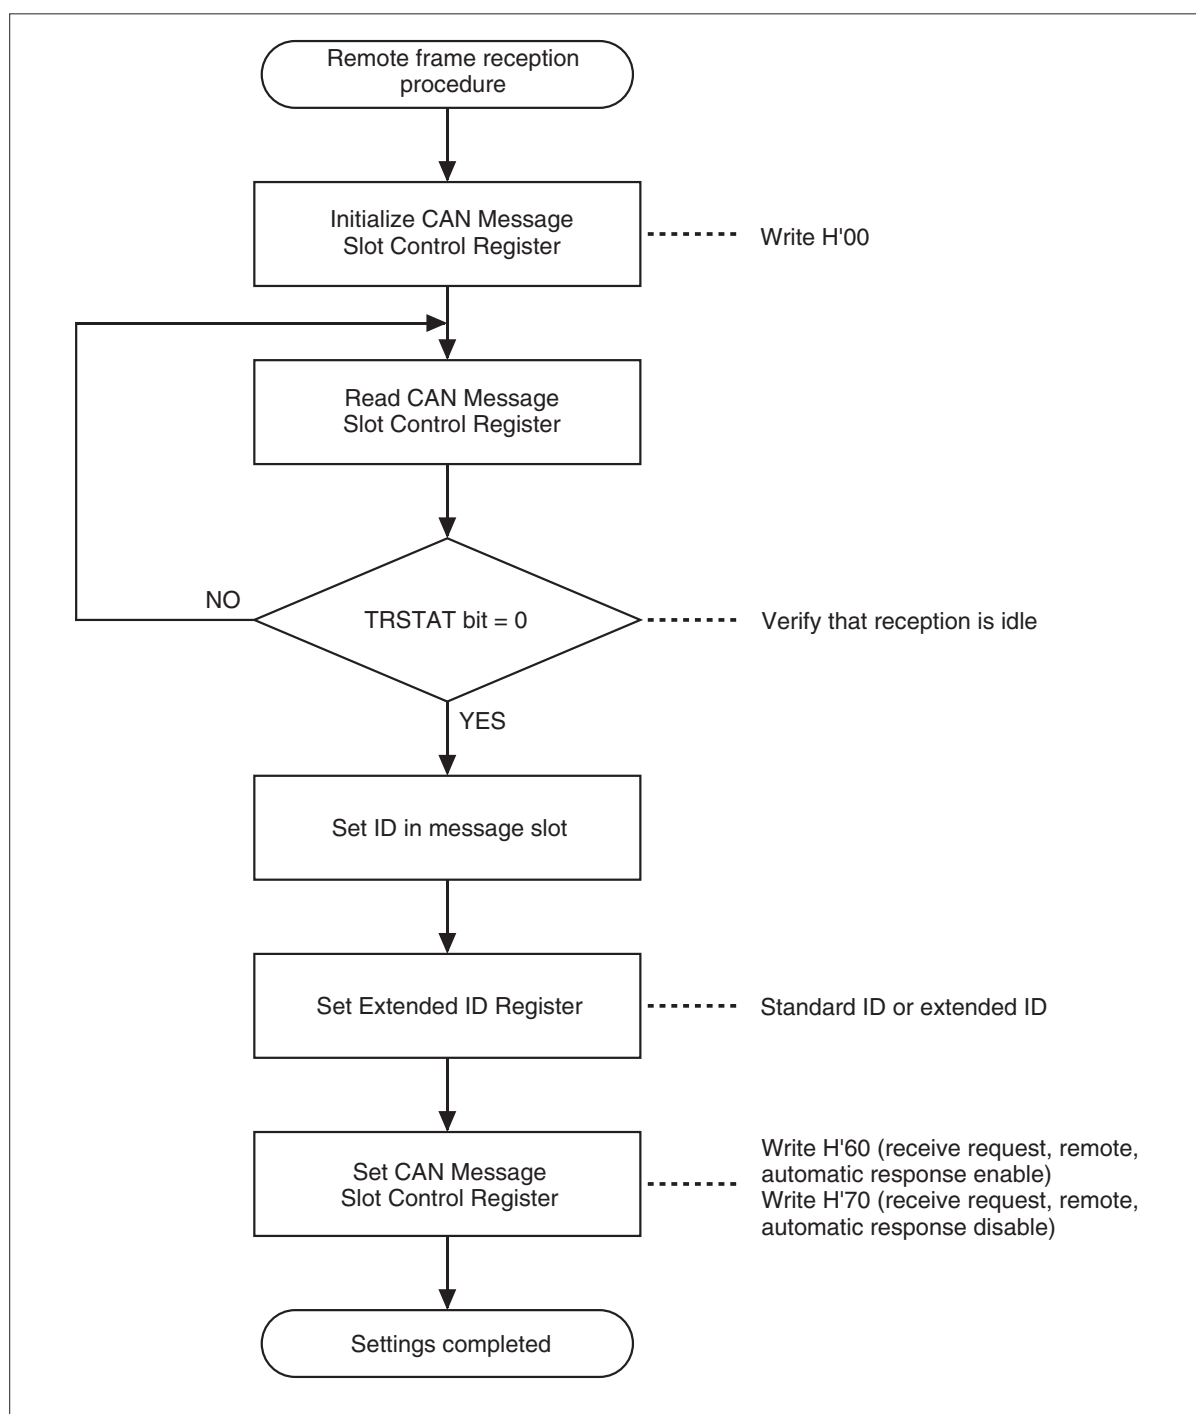 Remote frame reception
procedure
Initialize CAN Message
Slot Control Register
Write H'00
Read CAN Message
Slot Control Register
NO
TRSTAT bit = 0
Verify that reception is idle
YES
Set ID in message slot
Set Extended ID Register
Standard ID or extended ID
Set CAN Message
Slot Control Register
Write H'60 (receive request, remote,
automatic response enable)
Write H'70 (receive request, remote,
automatic response disable)
Settings completed